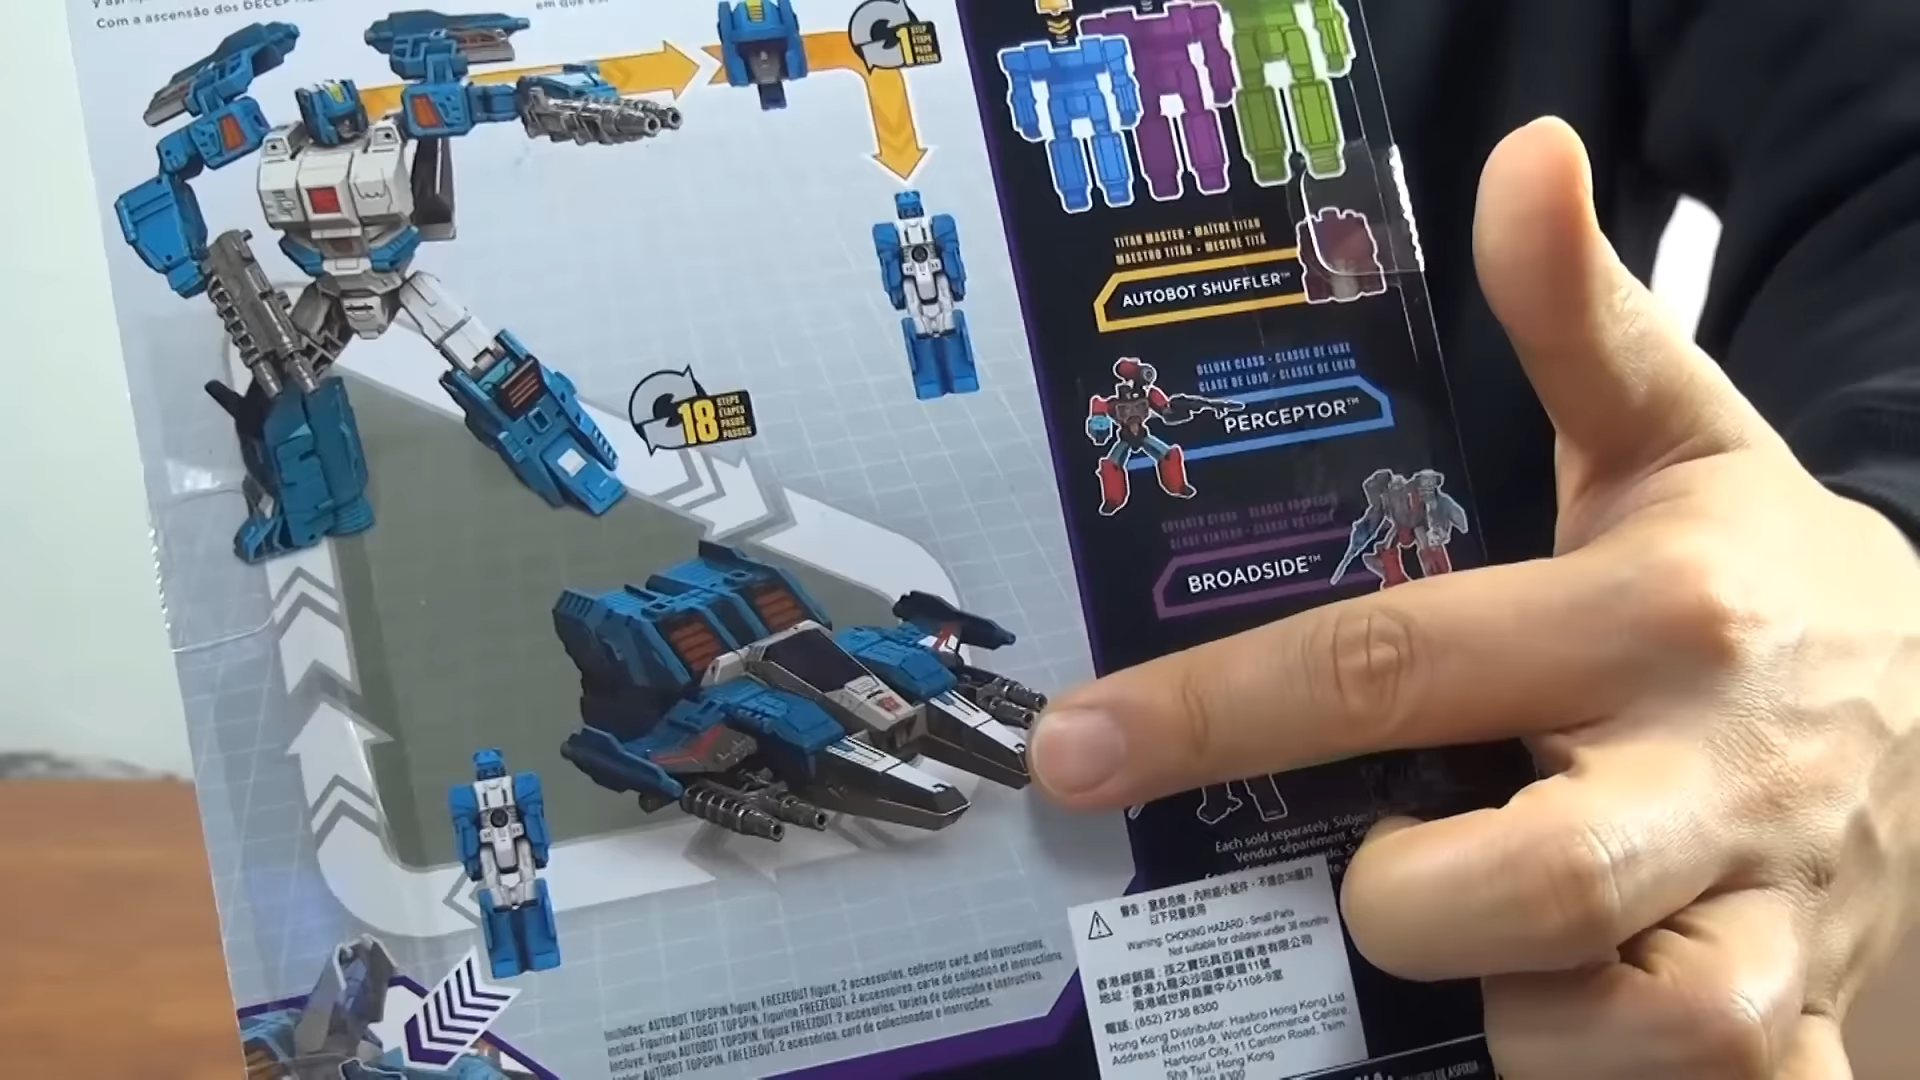 Com a ascensão dos
em que
1
STEP
ÉTAPE
PASO
PASSO
TITAN MASTER • MAÎTRE TITAN
MAESTRO TITÁN • MESTRE TITÃ
AUTOBOT SHUFFLER™
DELUXE CLASS • CLASSE DE LUXE
CLASE DE LUJO • CLASSE DE LUXO
PERCEPTOR™
18
STEPS
ÉTAPES
PASOS
PASSOS
BROADSIDE™
Each sold separately. Subject
Vendus séparément.
Includes: AUTOBOT TOPSPIN figure, FREEZEOUT figure, 2 accessories, collector card, and instructions.
Inclus: Figurine AUTOBOT TOPSPIN, figurine FREEZEOUT, 2 accessoires, carte de collection et instructions.
Incluye: Figura AUTOBOT TOPSPIN, figura FREEZEOUT, 2 accesorios, tarjeta de colección e instructivo.
AUTOBOT TOPSPIN, FREEZEOUT, 2 acessórios, card de colecionador e instruções.
警告：窒息危險，內附細小配件，不適合36個月
以下兒童使用
Warning: CHOKING HAZARD - Small Parts
Not suitable for children under 36 months
香港經銷商：孩之寶玩具百貨香港有限公司
地址：香港九龍尖沙咀廣東道11號
海港城世界商業中心1108-9室
電話: (852) 2738 8300
Hong Kong Distributor: Hasbro Hong Kong Ltd
Address: Rm1108-9, World Commerce Centre,
Harbour City, 11 Canton Road, Tsim
Sha Tsui, Hong Kong
8300